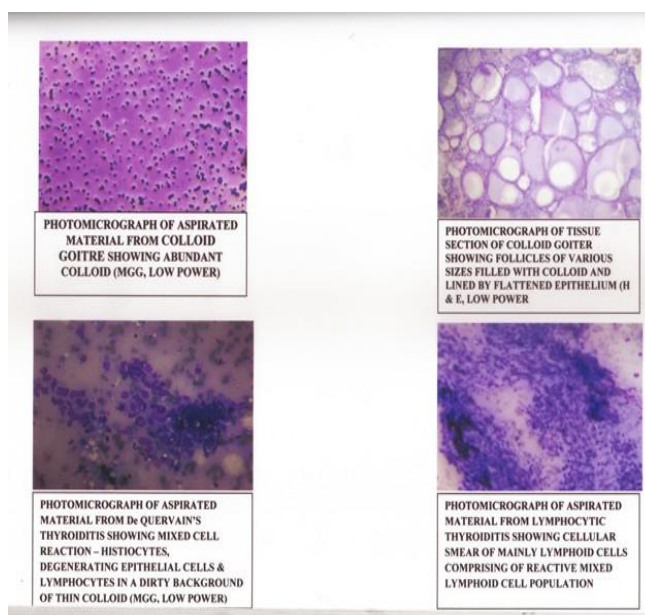 PHOTOMICROGRAPH OF ASPIRATED
MATERIAL FROM COLLOID
GOITRE SHOWING ABUNDANT
COLLOID (MGG, LOW POWER)
PHOTOMICROGRAPH OF TISSUE
SECTION OF COLLOID GOITER
SHOWING FOLLICLES OF VARIOUS
SIZES FILLED WITH COLLOID AND
LINED BY FLATTENED EPITHELIUM (H
& E, LOW POWER
PHOTOMICROGRAPH OF ASPIRATED
MATERIAL FROM De QUERVAIN'S
THYROIDITIS SHOWING MIXED CELL
REACTION – HISTIOCYTES,
DEGENERATING EPITHELIAL CELLS &
LYMPHOCYTES IN A DIRTY BACKGROUND
OF THIN COLLOID (MGG, LOW POWER)
PHOTOMICROGRAPH OF ASPIRATED
MATERIAL FROM LYMPHOCYTIC
THYROIDITIS SHOWING CELLULAR
SMEAR OF MAINLY LYMPHOID CELLS
COMPRISING OF REACTIVE MIXED
LYMPHOID CELL POPULATION